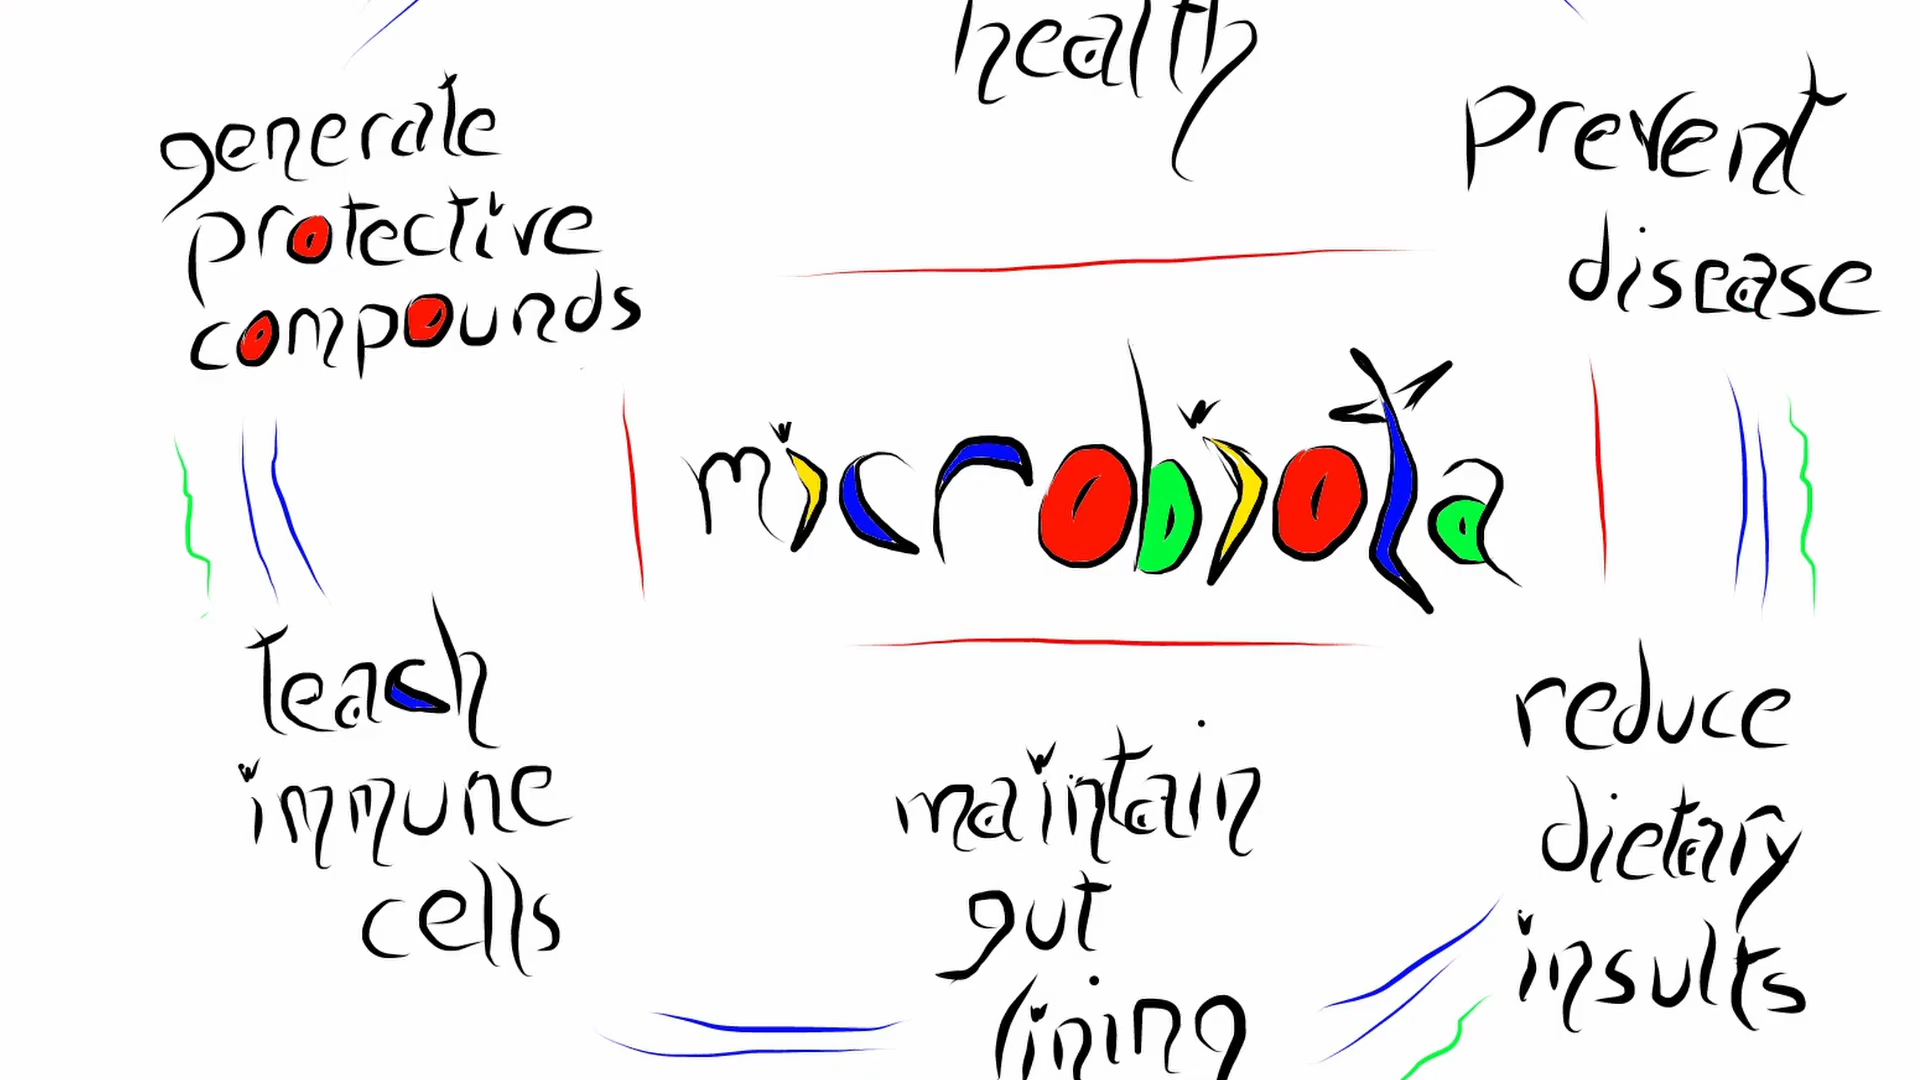 health
generate
protective
compounds
prevent
disease
microbiota
teach
immune
cells
maintain
gut
lining
reduce
dietary
insults